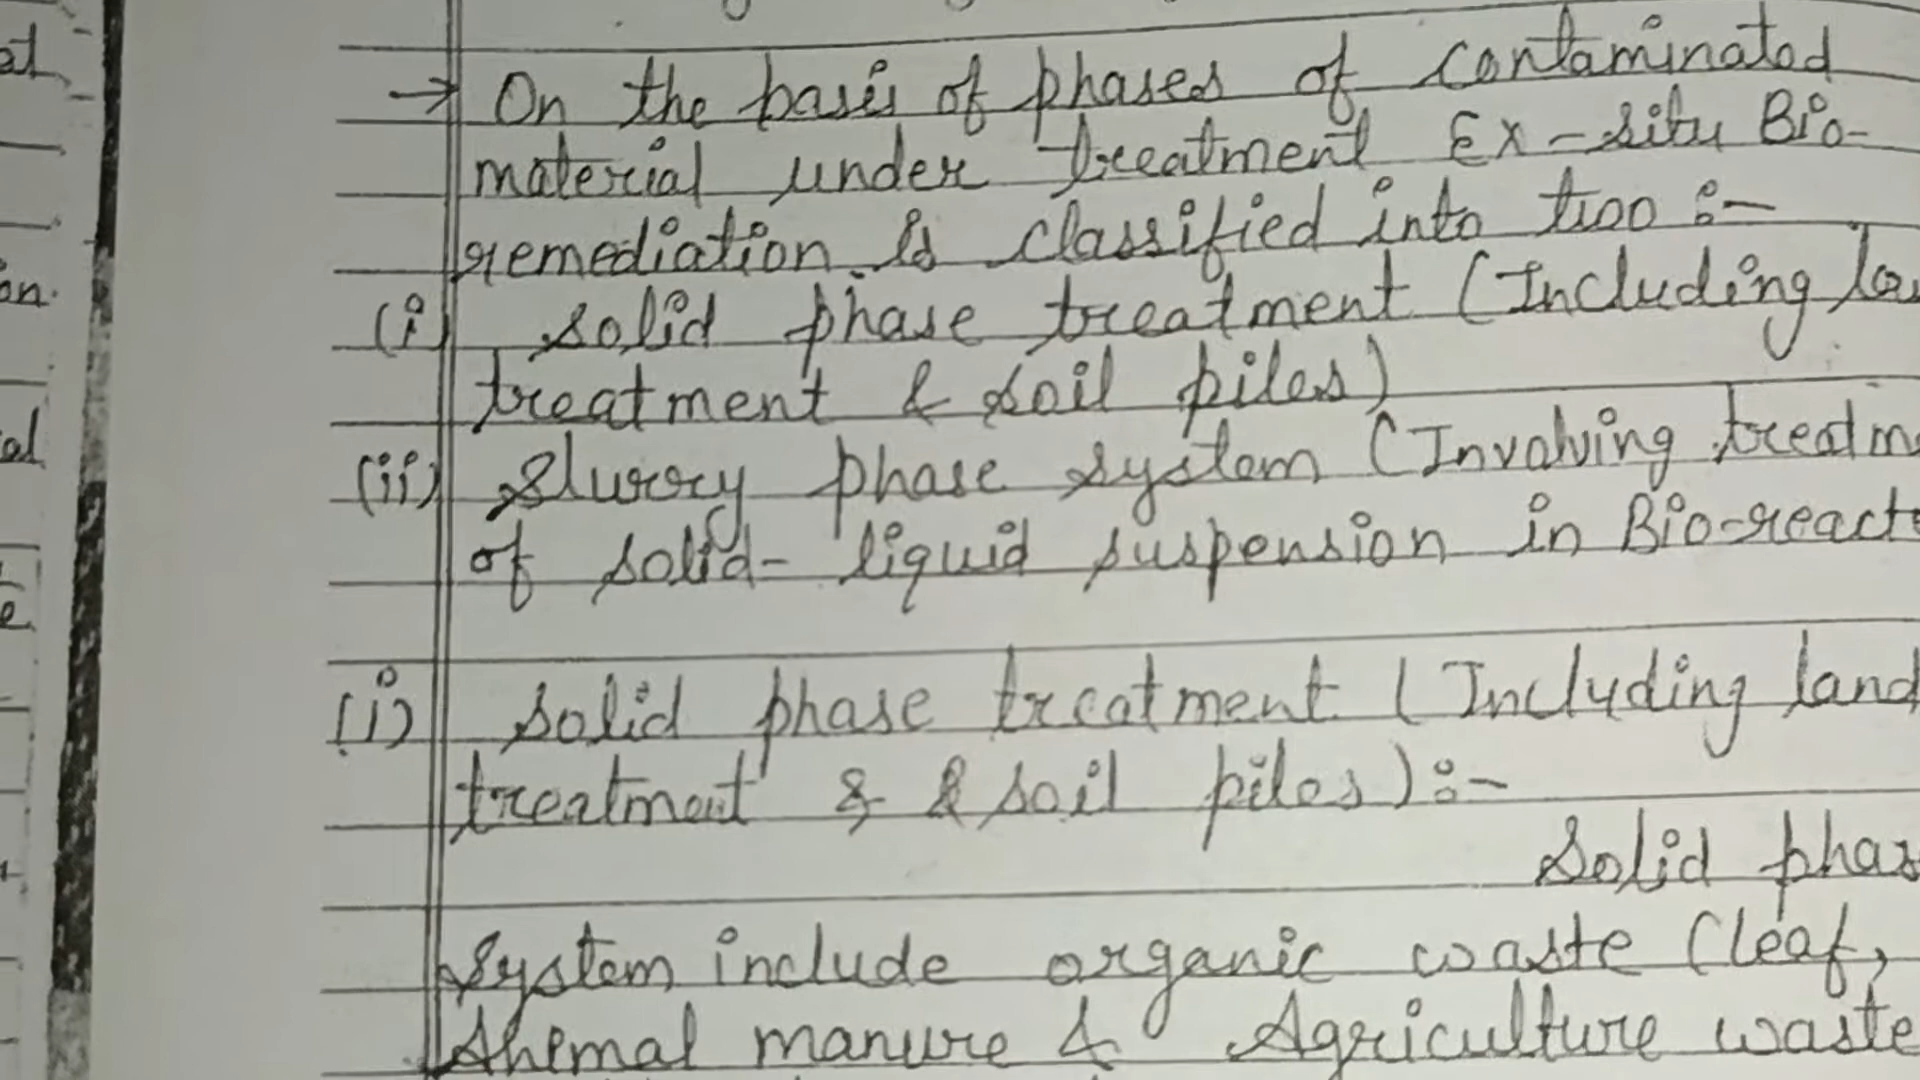 → On the basis of phases of contaminated
material under treatment Ex-situ Bio-
remediation is classified into two :-
(i) solid phase treatment (Including
treatment & soil piles)
(ii) Slurry phase system (Involving
of solid-liquid suspension in
(i) solid phase treatment (Including land
treatment & & soil piles) :-
Solid
System include organic waste (leaf,
manure & Agriculture waste